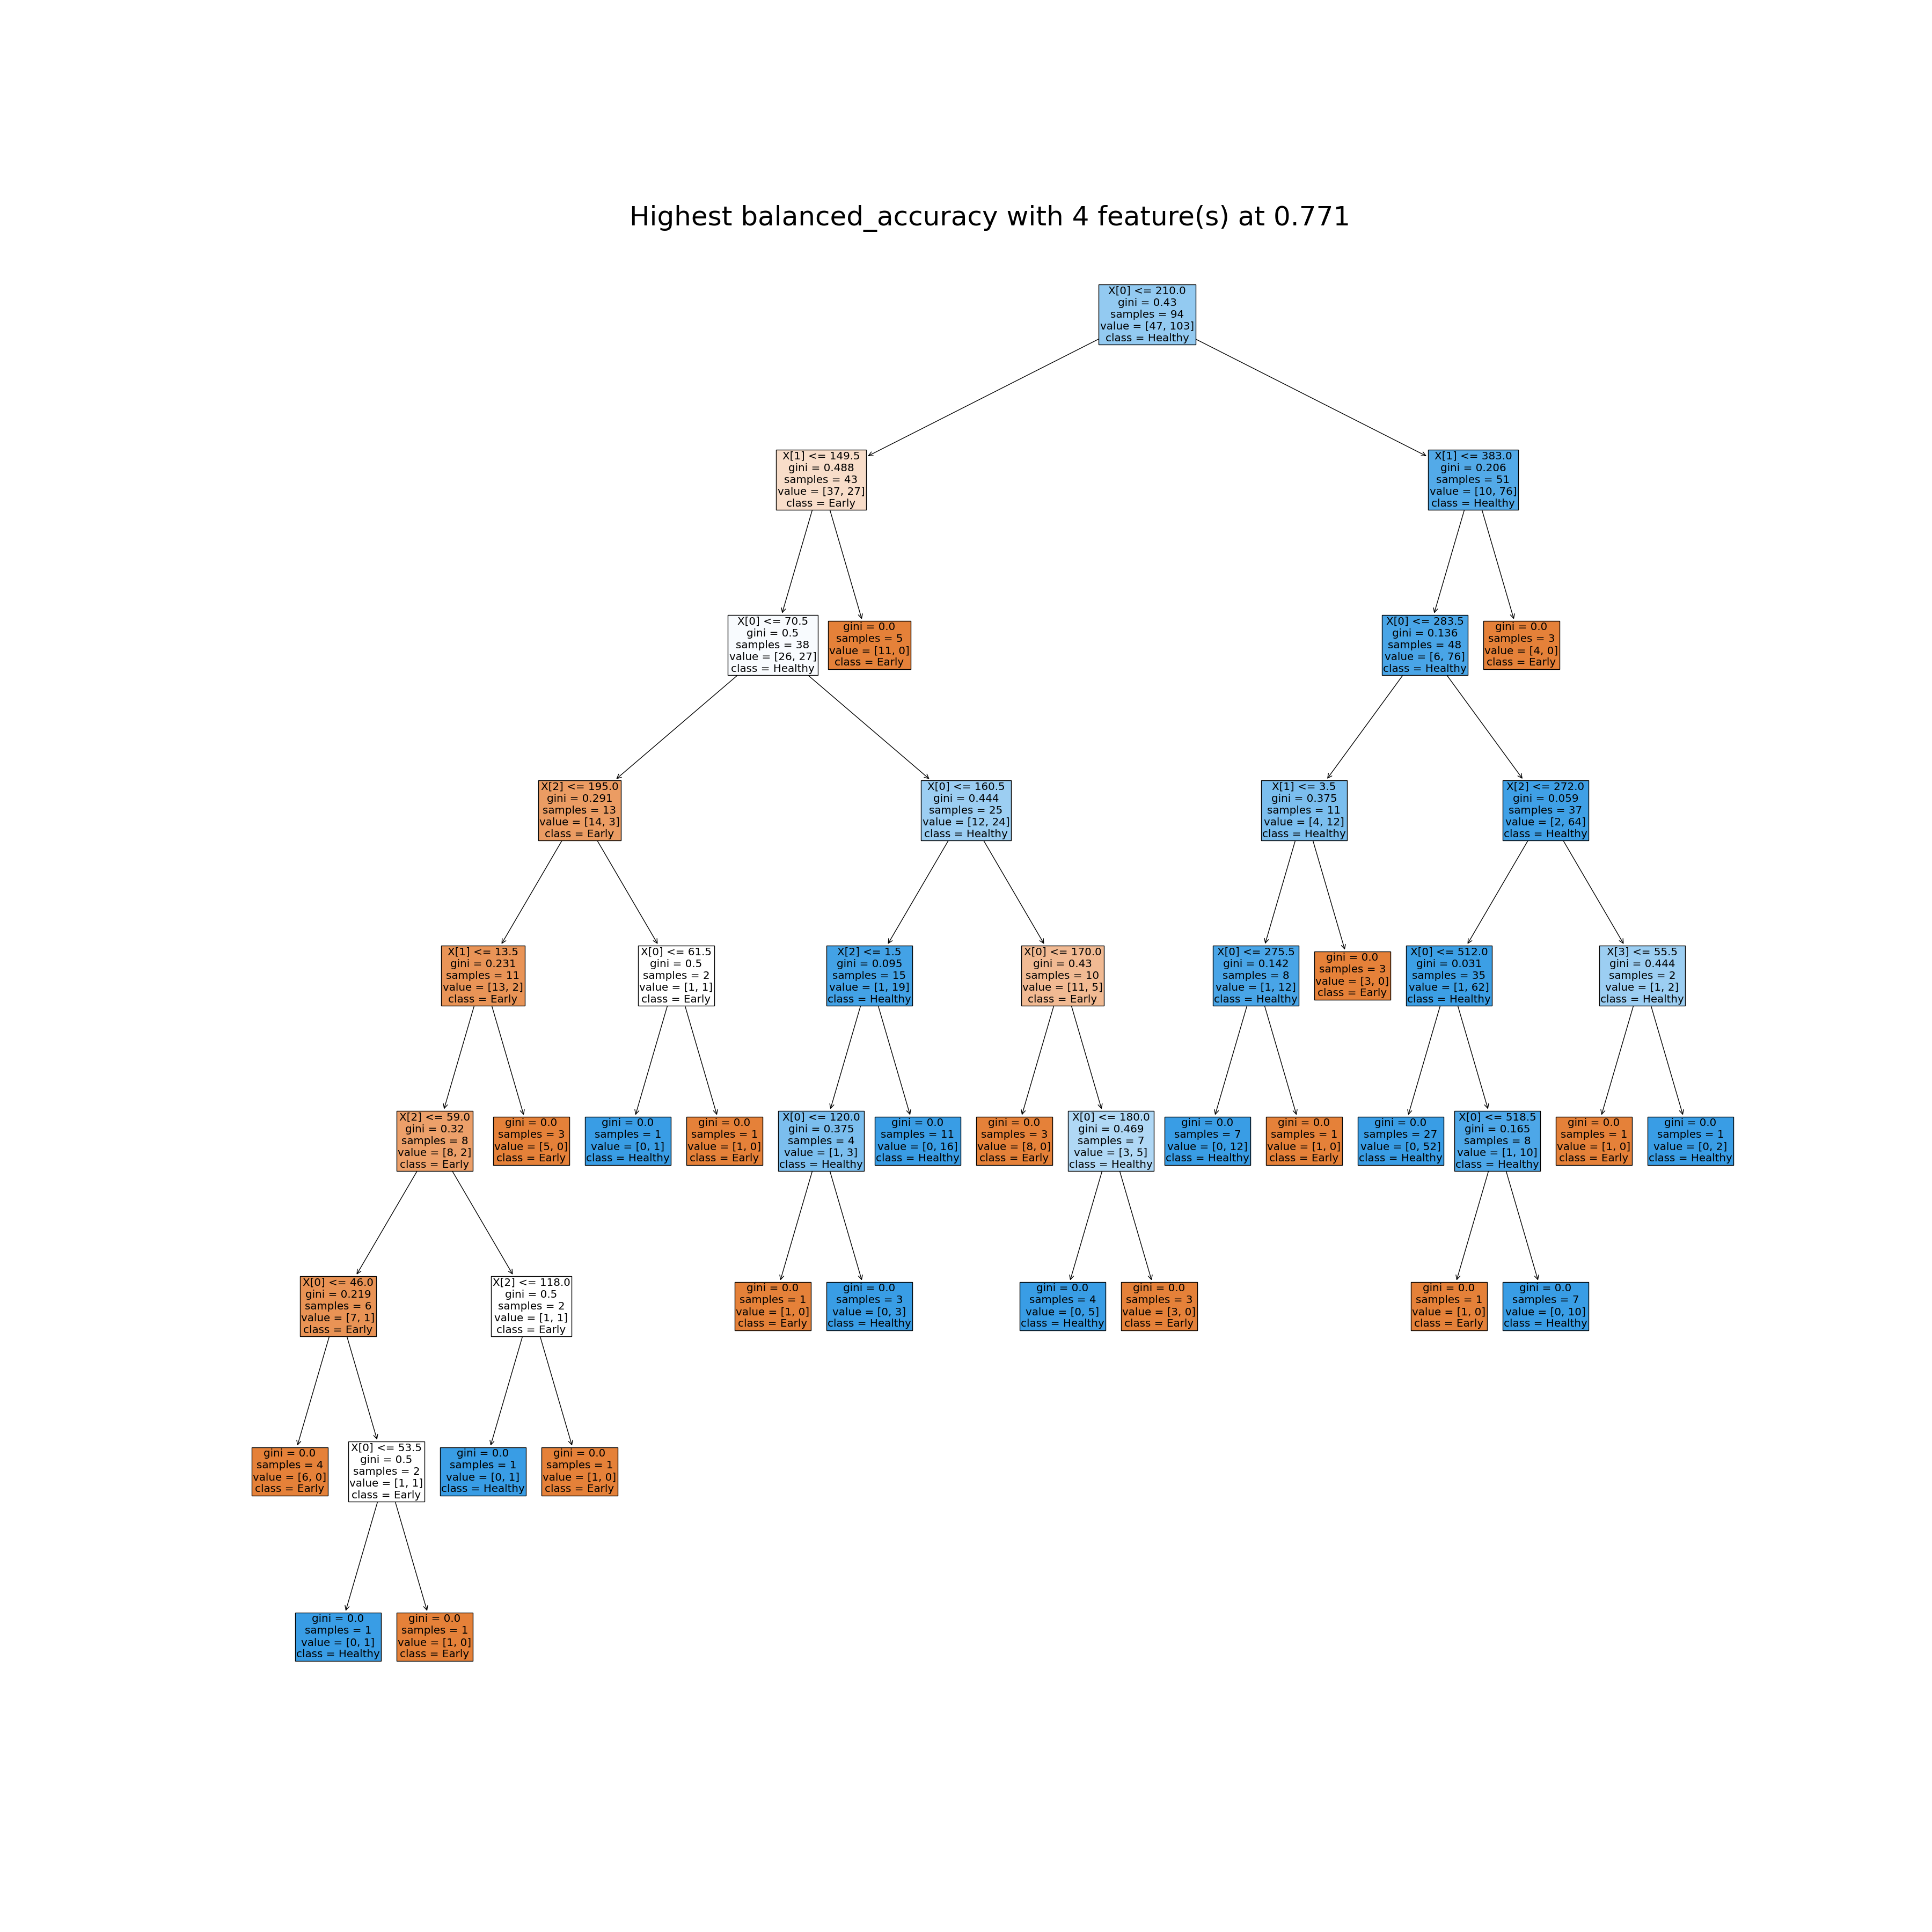 Highest balanced_accuracy with 4 feature(s) at 0.771
X[0] <= 210.0
gini = 0.43
samples = 94
value = [47, 103]
class = Healthy
X[1] <= 149.5
gini = 0.488
samples = 43
value = [37, 27]
class = Early
X[1] <= 383.0
gini = 0.206
samples = 51
value = [10, 76]
class = Healthy
X[0] <= 70.5
gini = 0.5
samples = 38
value = [26, 27]
class = Healthy
gini = 0.0
samples = 5
value = [11, 0]
class = Early
X[0] <= 283.5
gini = 0.136
samples = 48
value = [6, 76]
class = Healthy
gini = 0.0
samples = 3
value = [4, 0]
class = Early
X[2] <= 195.0
gini = 0.291
samples = 13
value = [14, 3]
class = Early
X[0] <= 160.5
gini = 0.444
samples = 25
value = [12, 24]
class = Healthy
X[1] <= 3.5
gini = 0.375
samples = 11
value = [4, 12]
class = Healthy
X[2] <= 272.0
gini = 0.059
samples = 37
value = [2, 64]
class = Healthy
X[1] <= 13.5
gini = 0.231
samples = 11
value = [13, 2]
class = Early
X[0] <= 61.5
gini = 0.5
samples = 2
value = [1, 1]
class = Early
X[2] <= 1.5
gini = 0.095
samples = 15
value = [1, 19]
class = Healthy
X[0] <= 170.0
gini = 0.43
samples = 10
value = [11, 5]
class = Early
X[0] <= 275.5
gini = 0.142
samples = 8
value = [1, 12]
class = Healthy
gini = 0.0
samples = 3
value = [3, 0]
class = Early
X[0] <= 512.0
gini = 0.031
samples = 35
value = [1, 62]
class = Healthy
X[3] <= 55.5
gini = 0.444
samples = 2
value = [1, 2]
class = Healthy
X[2] <= 59.0
gini = 0.32
samples = 8
value = [8, 2]
class = Early
gini = 0.0
samples = 3
value = [5, 0]
class = Early
gini = 0.0
samples = 1
value = [0, 1]
class = Healthy
gini = 0.0
samples = 1
value = [1, 0]
class = Early
X[0] <= 120.0
gini = 0.375
samples = 4
value = [1, 3]
class = Healthy
gini = 0.0
samples = 11
value = [0, 16]
class = Healthy
gini = 0.0
samples = 3
value = [8, 0]
class = Early
X[0] <= 180.0
gini = 0.469
samples = 7
value = [3, 5]
class = Healthy
gini = 0.0
samples = 7
value = [0, 12]
class = Healthy
gini = 0.0
samples = 1
value = [1, 0]
class = Early
gini = 0.0
samples = 27
value = [0, 52]
class = Healthy
X[0] <= 518.5
gini = 0.165
samples = 8
value = [1, 10]
class = Healthy
gini = 0.0
samples = 1
value = [1, 0]
class = Early
gini = 0.0
samples = 1
value = [0, 2]
class = Healthy
X[0] <= 46.0
gini = 0.219
samples = 6
value = [7, 1]
class = Early
X[2] <= 118.0
gini = 0.5
samples = 2
value = [1, 1]
class = Early
gini = 0.0
samples = 1
value = [1, 0]
class = Early
gini = 0.0
samples = 3
value = [0, 3]
class = Healthy
gini = 0.0
samples = 4
value = [0, 5]
class = Healthy
gini = 0.0
samples = 3
value = [3, 0]
class = Early
gini = 0.0
samples = 1
value = [1, 0]
class = Early
gini = 0.0
samples = 7
value = [0, 10]
class = Healthy
gini = 0.0
samples = 4
value = [6, 0]
class = Early
X[0] <= 53.5
gini = 0.5
samples = 2
value = [1, 1]
class = Early
gini = 0.0
samples = 1
value = [0, 1]
class = Healthy
gini = 0.0
samples = 1
value = [1, 0]
class = Early
gini = 0.0
samples = 1
value = [0, 1]
class = Healthy
gini = 0.0
samples = 1
value = [1, 0]
class = Early